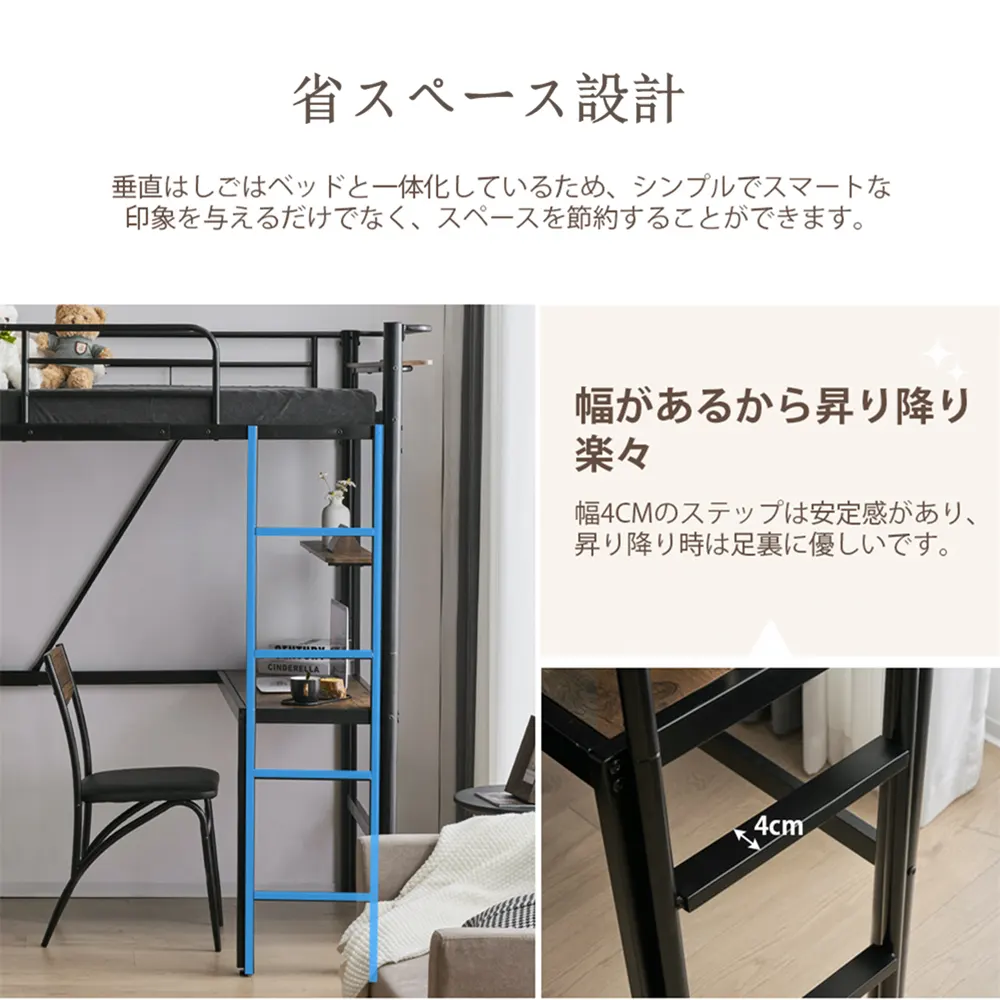 省スペース設計
垂直はしごはベッドと一体化しているため、シンプルでスマートな
印象を与えるだけでなく、スペースを節約することができます。
幅があるから昇り降り
楽々
幅4CMのステップは安定感があり、
昇り降り時は足裏に優しいです。
CENTURY
CINDERELLA
4cm